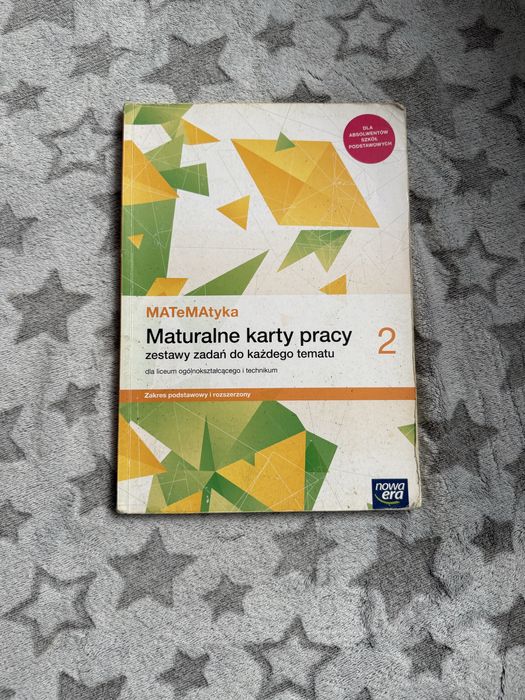 DLA
ABSOLWENTÓW
SZKÓŁ
PODSTAWOWYCH
MATeMAtyka
Maturalne karty pracy 2
zestawy zadań do każdego tematu
dla liceum ogólnokształcącego i technikum
Zakres podstawowy i rozszerzony
nowa
era